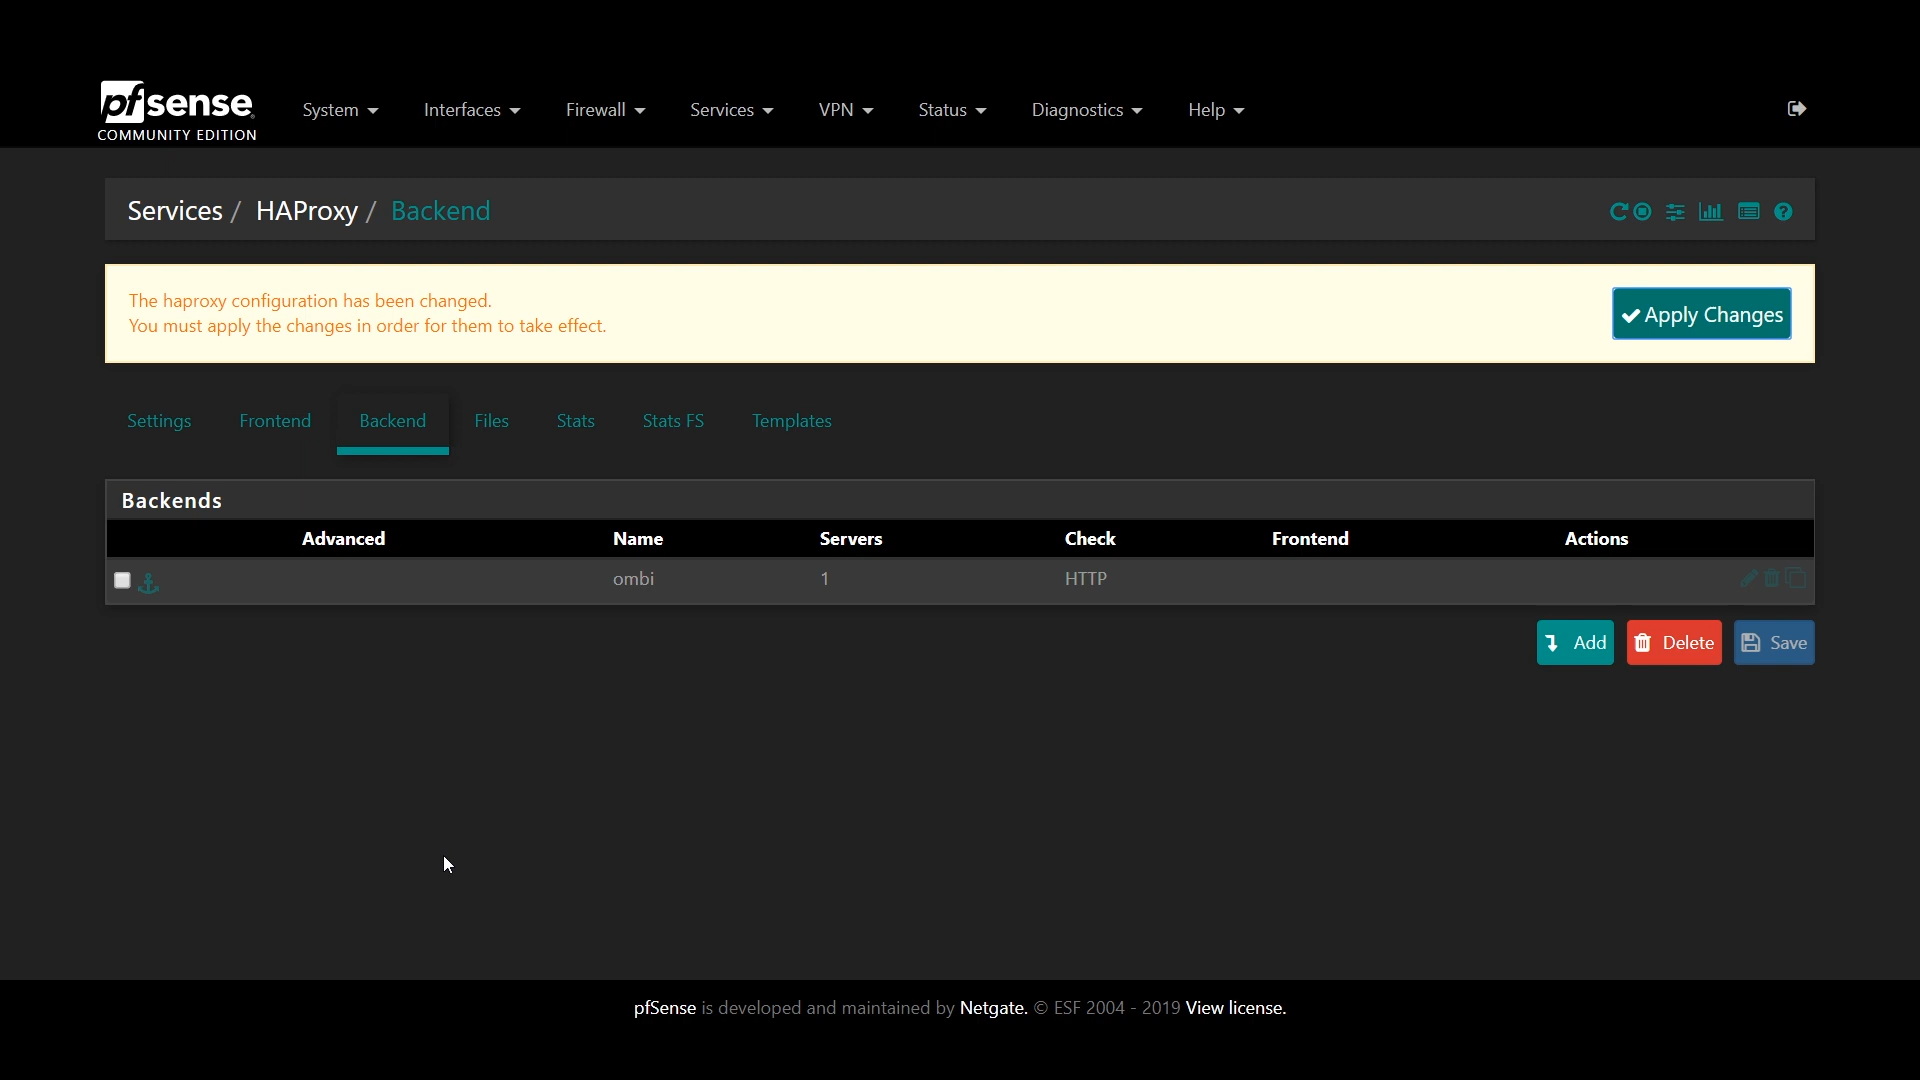 pfsense
COMMUNITY EDITION
System Interfaces Firewall Services VPN Status Diagnostics Help
Services / HAProxy / Backend
The haproxy configuration has been changed.
You must apply the changes in order for them to take effect.
Apply Changes
Settings Frontend Backend Files Stats Stats FS Templates
Backends
Advanced Name Servers Check Frontend Actions
ombi 1 HTTP
Add Delete Save
pfSense is developed and maintained by Netgate. © ESF 2004 - 2019 View license.